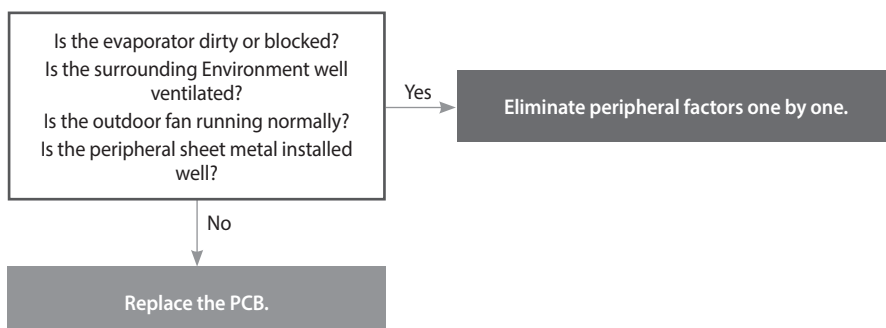 Is the evaporator dirty or blocked?
Is the surrounding Environment well
ventilated?
Is the outdoor fan running normally?
Is the peripheral sheet metal installed
well?
Yes
Eliminate peripheral factors one by one.
No
Replace the PCB.